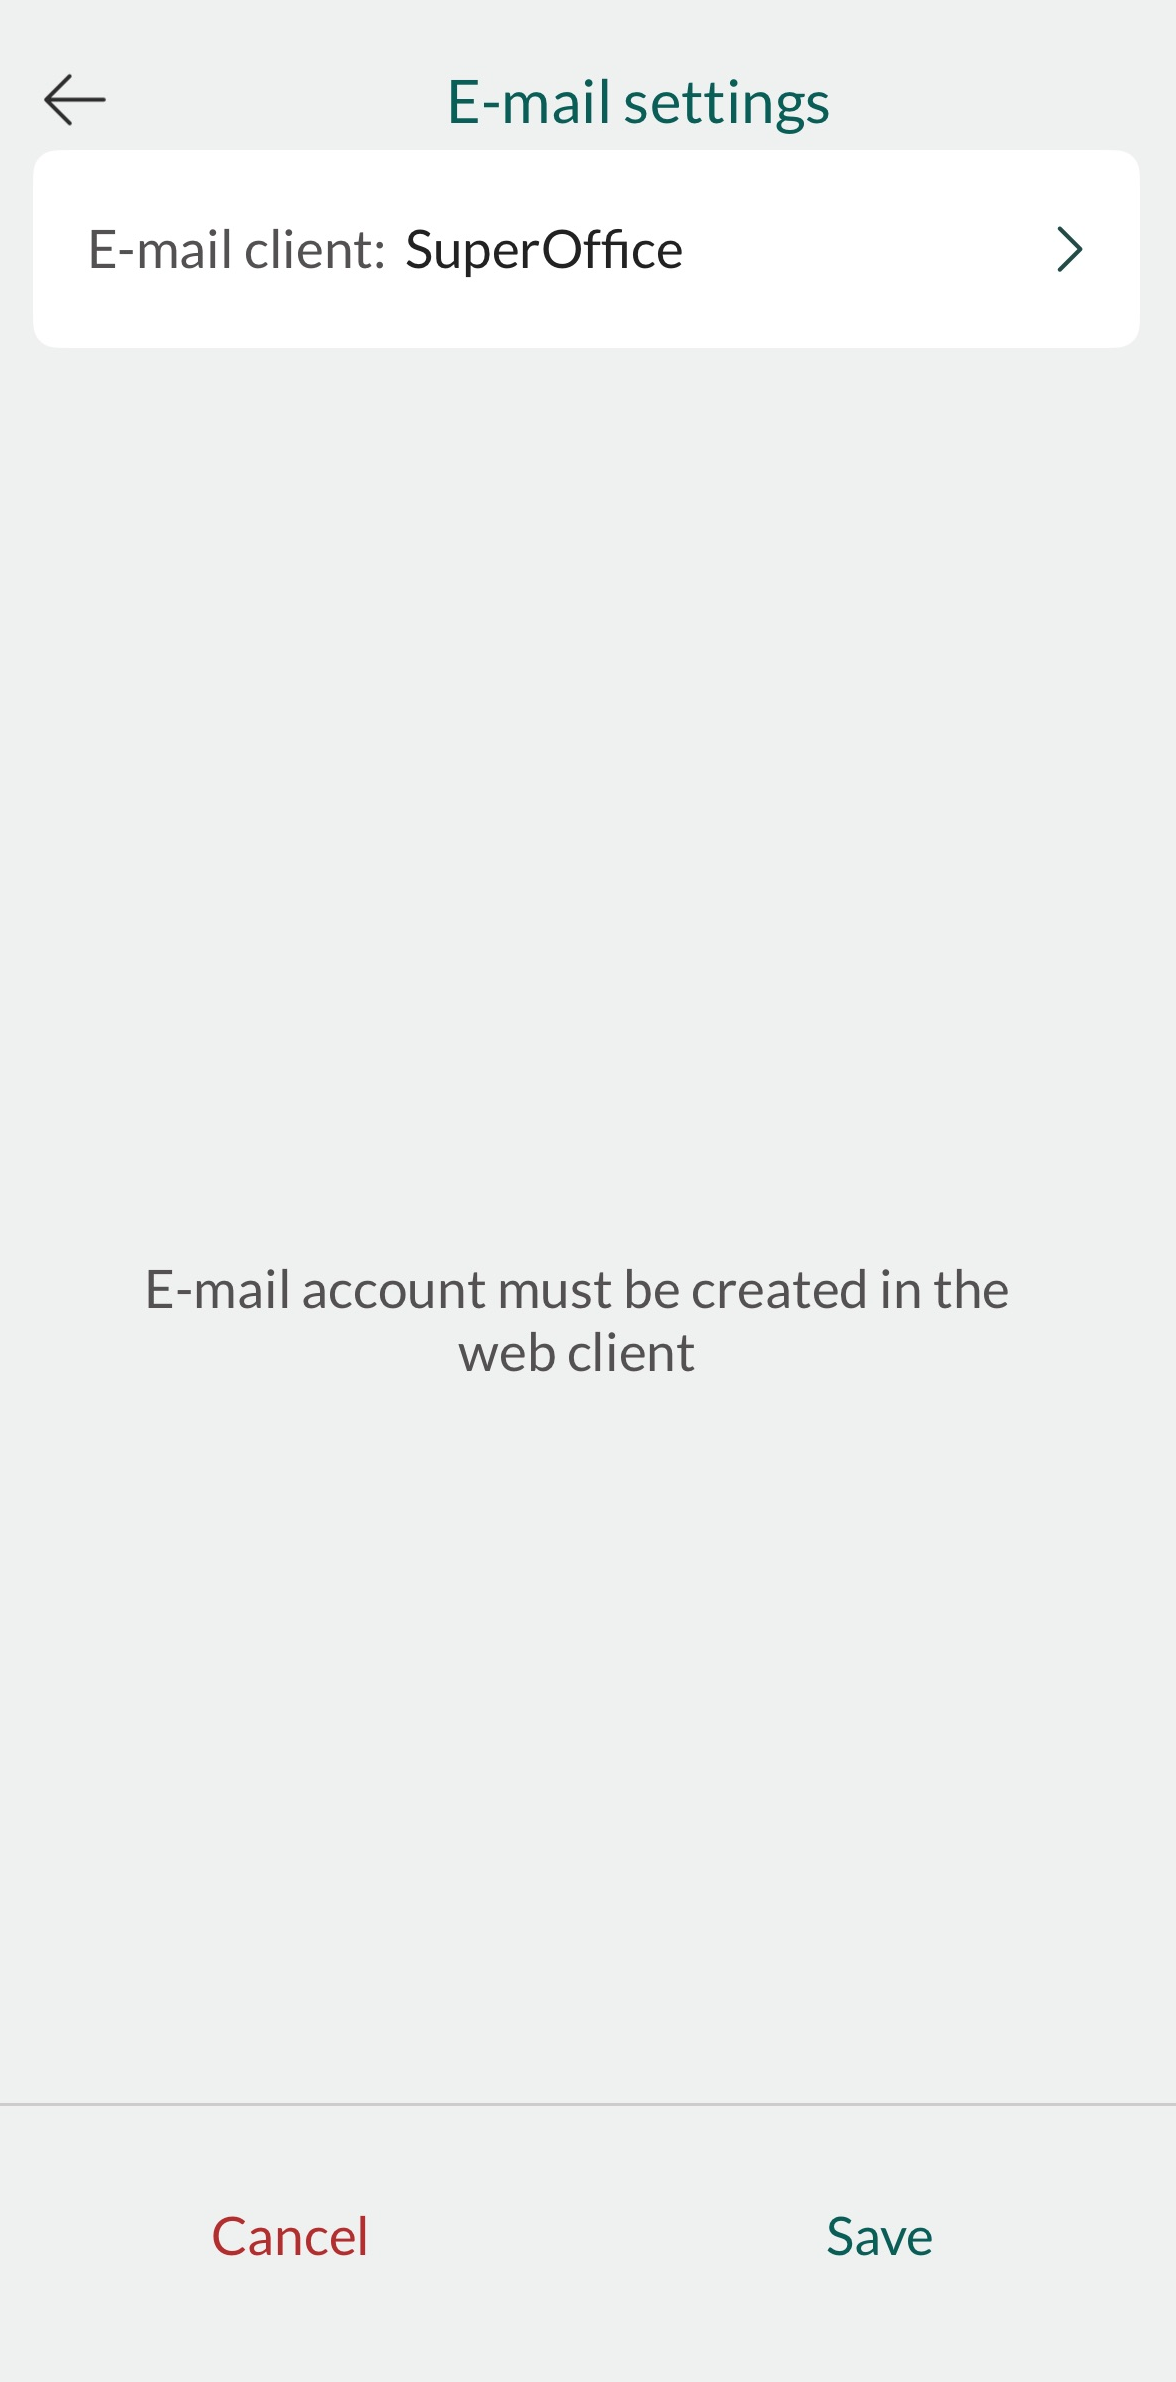 E-mail settings
E-mail client: SuperOffice
E-mail account must be created in the
web client
Cancel Save